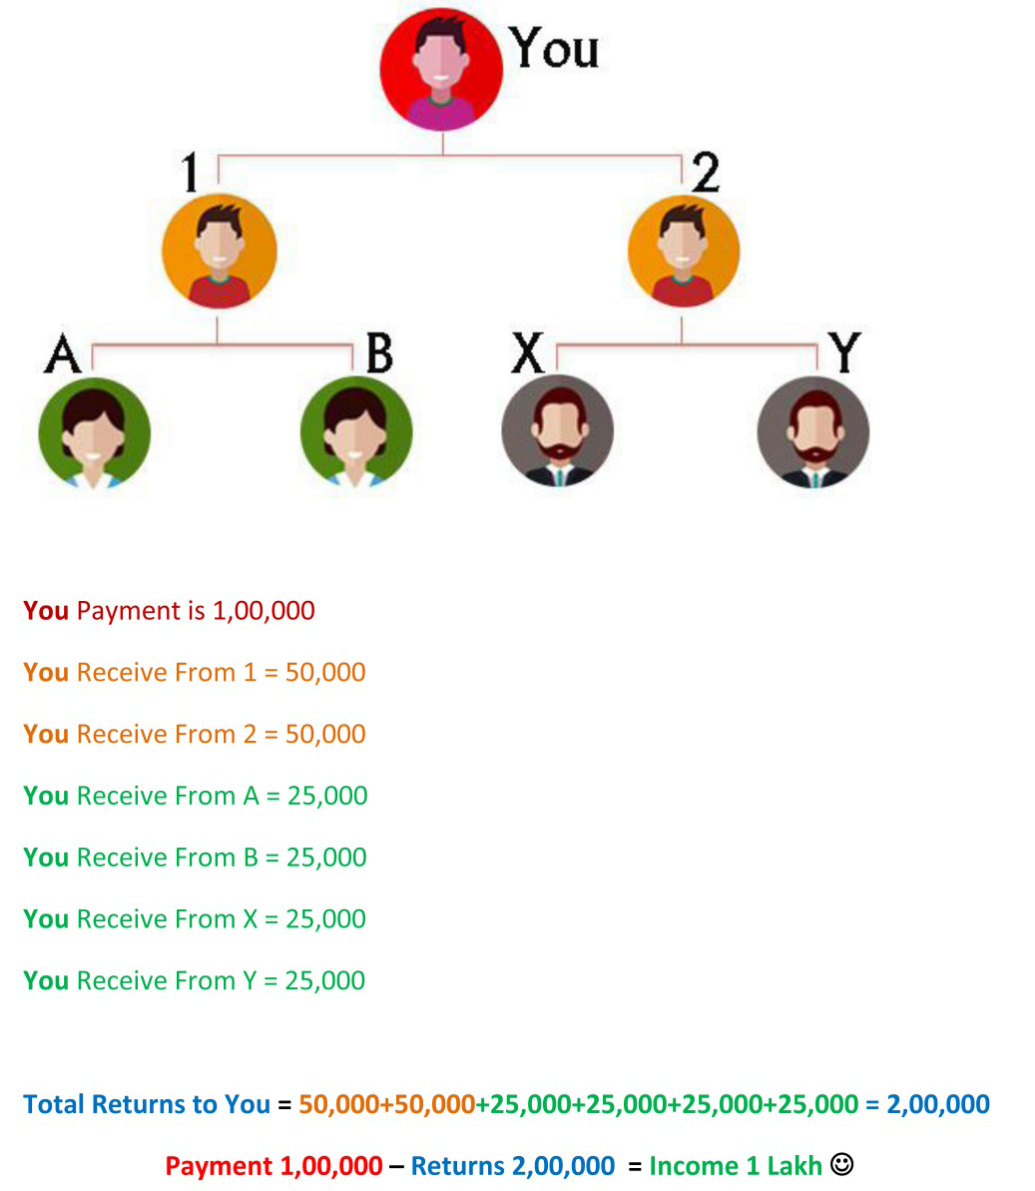 You
1
2
A
B
X
Y
You Payment is 1,00,000
You Receive From 1 = 50,000
You Receive From 2 = 50,000
You Receive From A = 25,000
You Receive From B = 25,000
You Receive From X = 25,000
You Receive From Y = 25,000
Total Returns to You = 50,000+50,000+25,000+25,000+25,000+25,000 = 2,00,000
Payment 1,00,000 – Returns 2,00,000 = Income 1 Lakh ☺